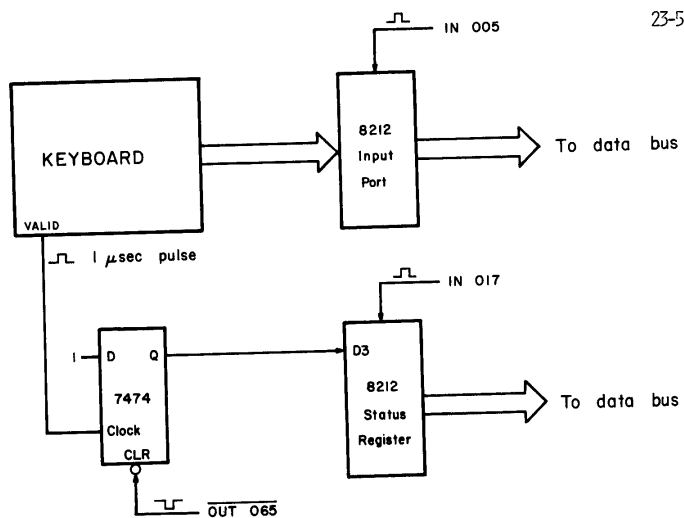 23-5
IN 005
KEYBOARD
8212
Input
Port
To data bus
VALID
1 µsec pulse
IN 017
1
D
Q
D3
7474
8212
Status
Register
To data bus
Clock
CLR
OUT 065